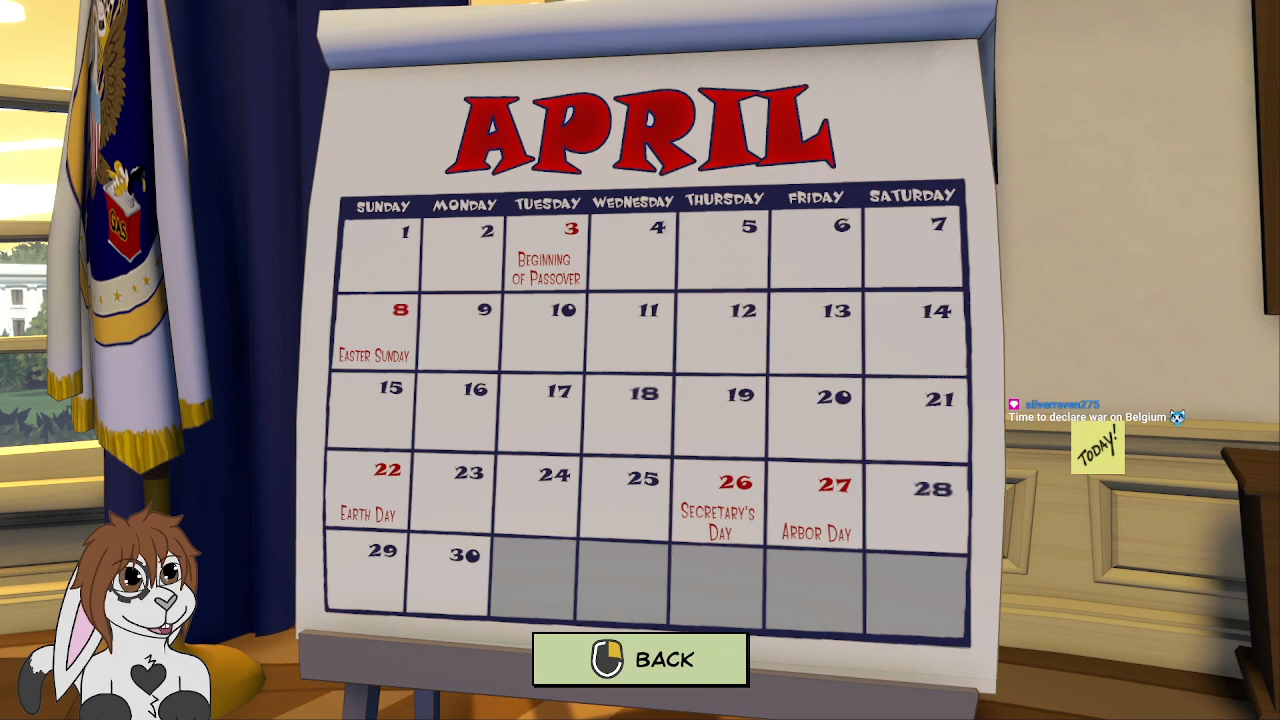 APRIL
SUNDAY MONDAY TUESDAY WEDNESDAY THURSDAY FRIDAY SATURDAY
1 2 3 4 5 6 7
BEGINNING
OF PASSOVER
8 9 10 11 12 13 14
EASTER SUNDAY
15 16 17 18 19 20 21
22 23 24 25 26 27 28
EARTH DAY
SECRETARY'S
DAY
ARBOR DAY
29 30
GAS
silverraven275
Time to declare war on Belgium
TODAY!
BACK